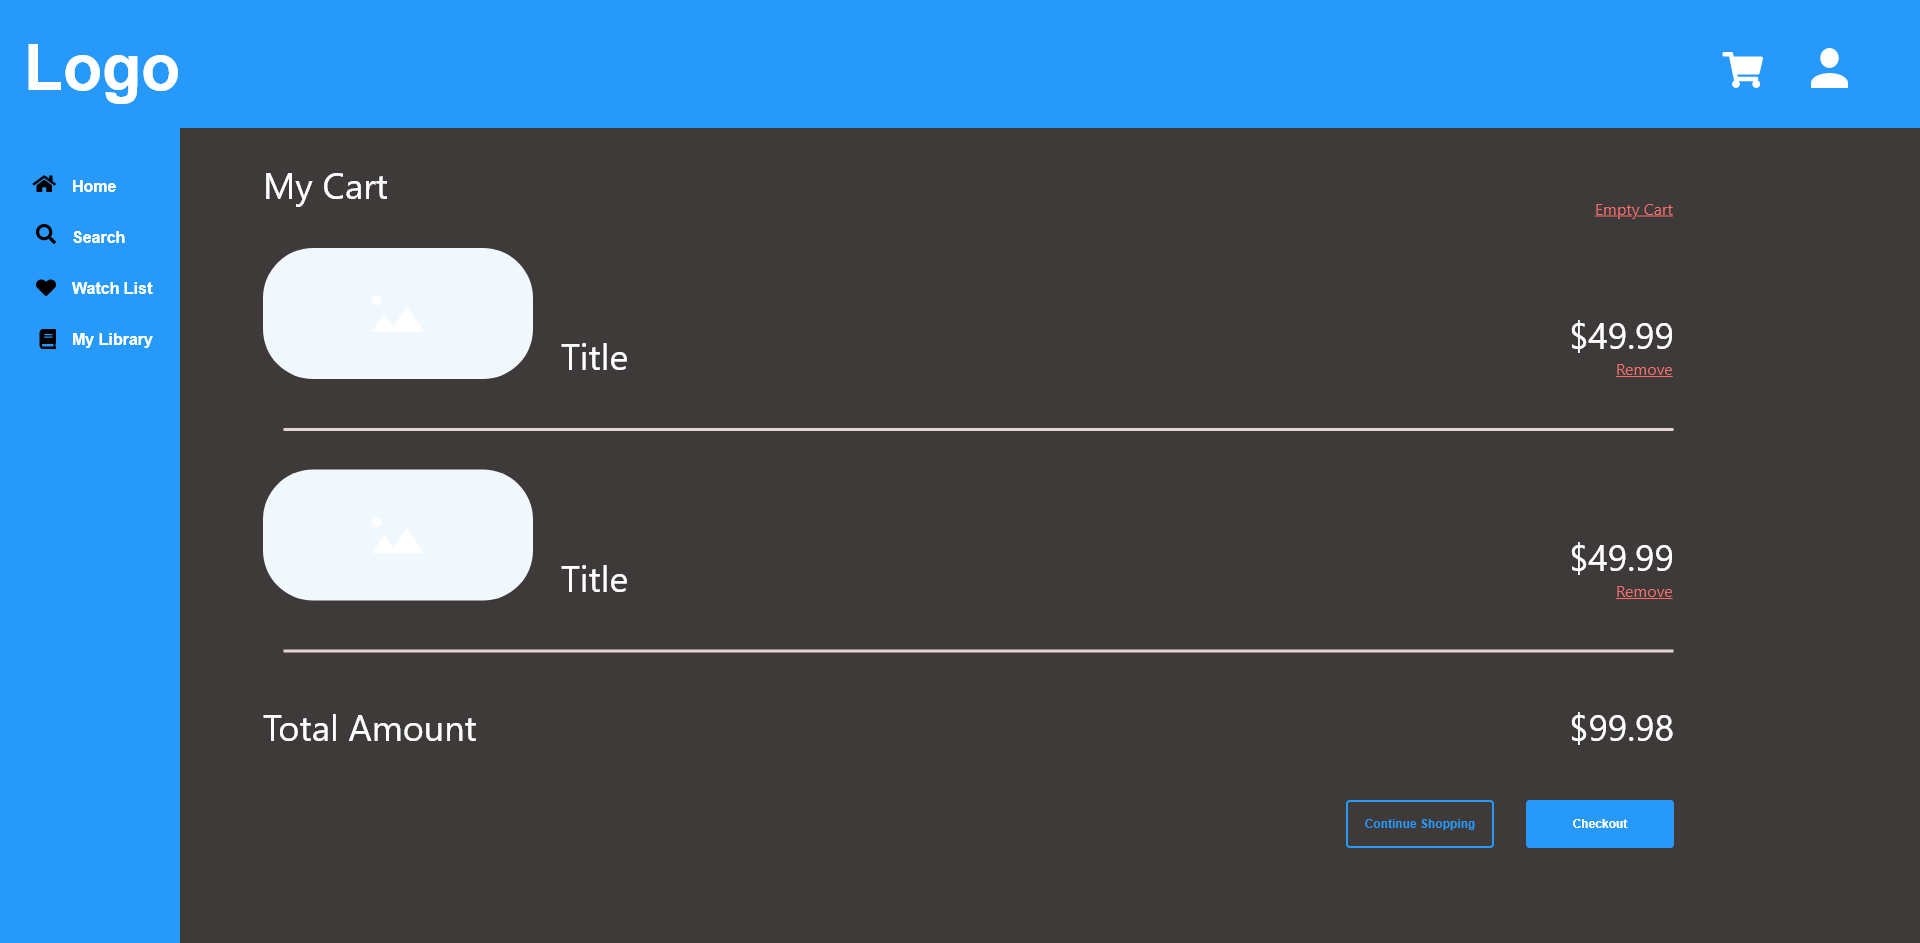 Logo
Home
Search
Watch List
My Library
My Cart
Empty Cart
Title
$49.99
Remove
Title
$49.99
Remove
Total Amount
$99.98
Continue Shopping
Checkout